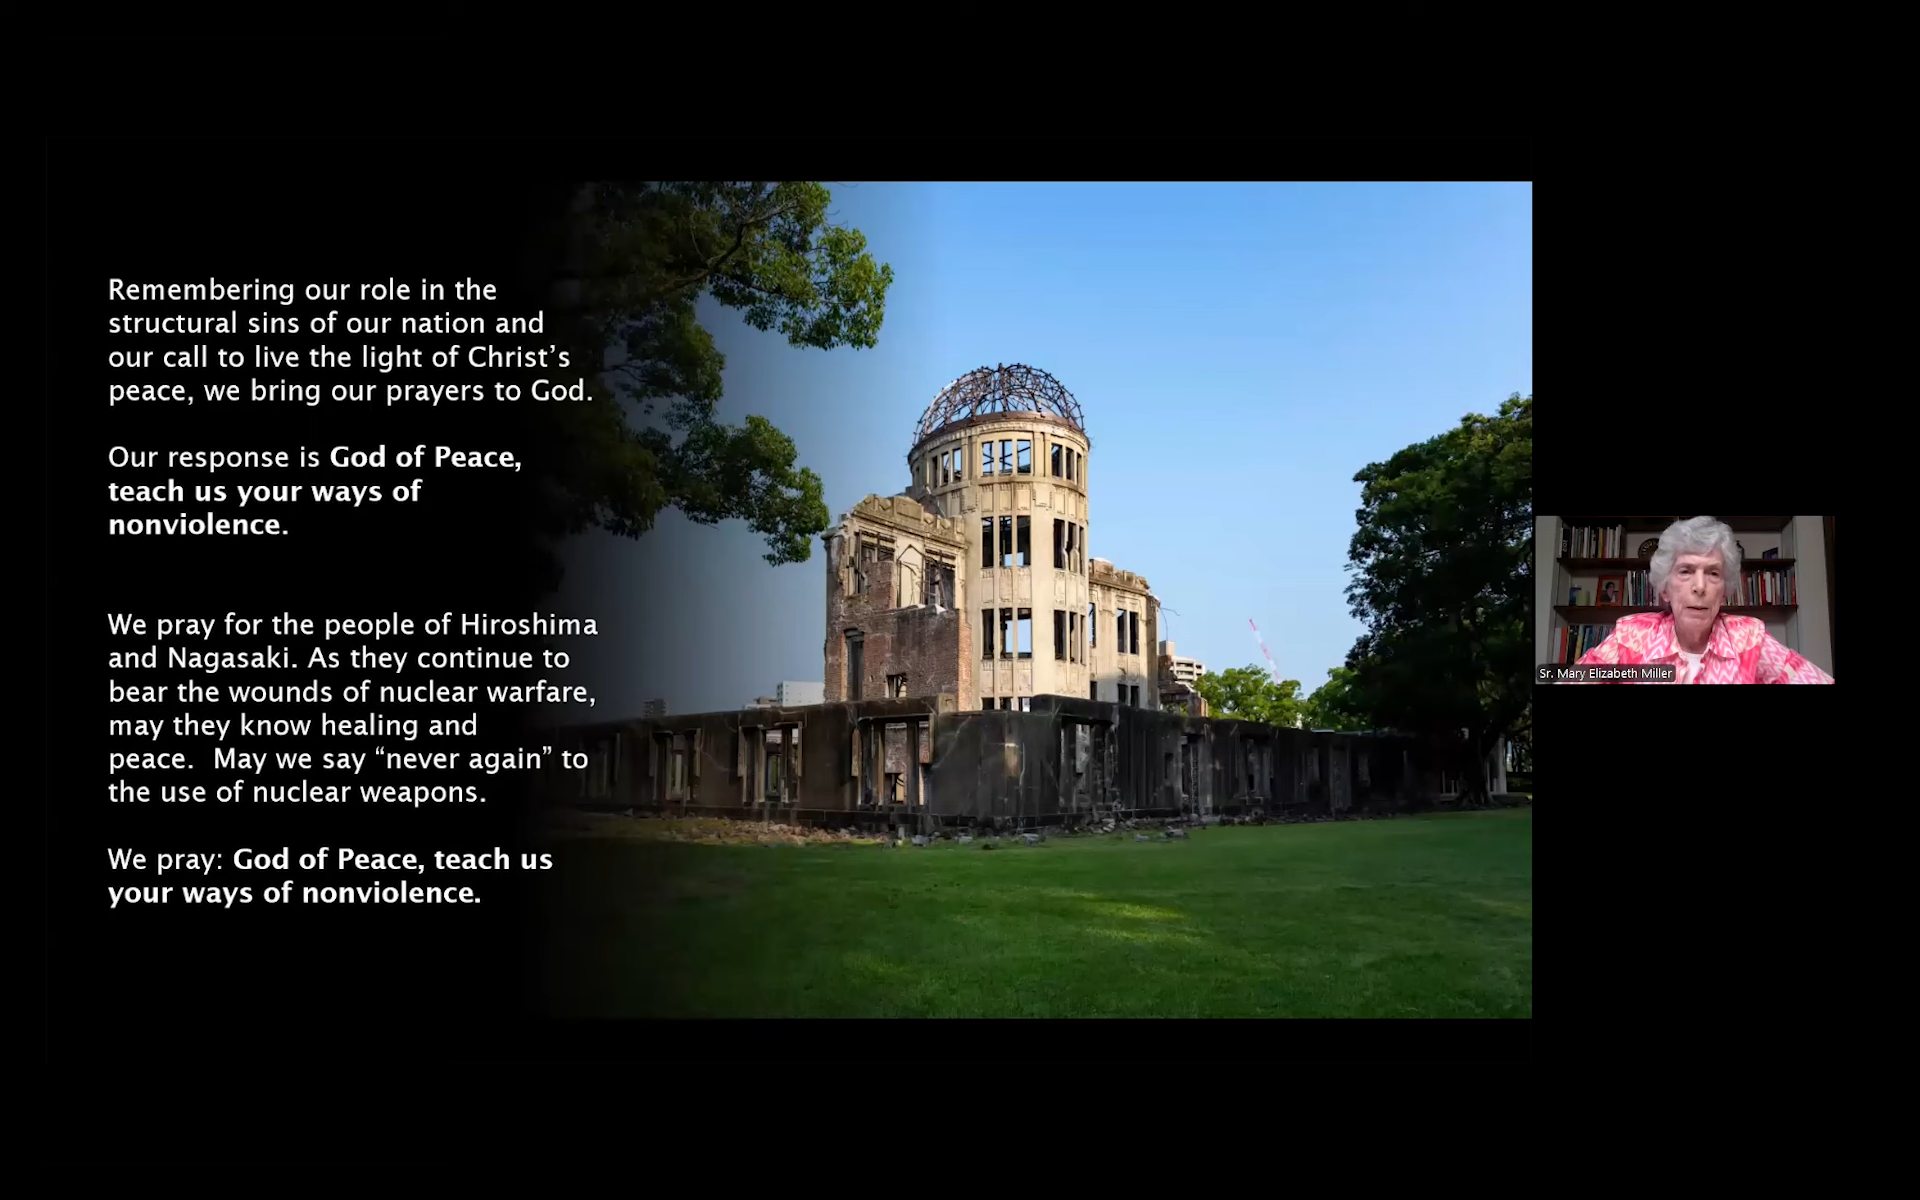 Remembering our role in the
structural sins of our nation and
our call to live the light of Christ’s
peace, we bring our prayers to God.
Our response is God of Peace,
teach us your ways of
nonviolence.
We pray for the people of Hiroshima
and Nagasaki. As they continue to
bear the wounds of nuclear warfare,
may they know healing and
peace.  May we say “never again” to
the use of nuclear weapons.
We pray: God of Peace, teach us
your ways of nonviolence.
Sr. Mary Elizabeth Miller